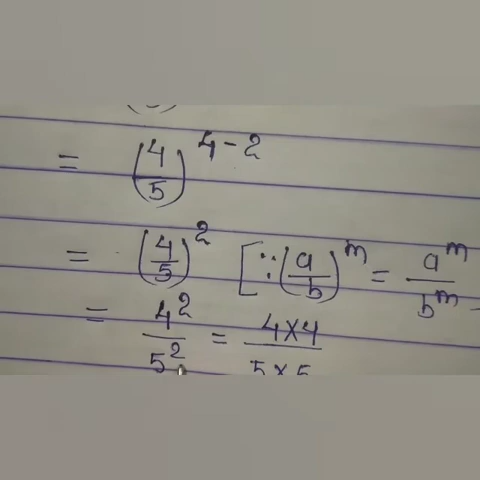 = (4/5)^4-2
= (4/5)^2 [∵ (a/b)^m = a^m/b^m
= 4^2/5^2 = 4×4/5×5